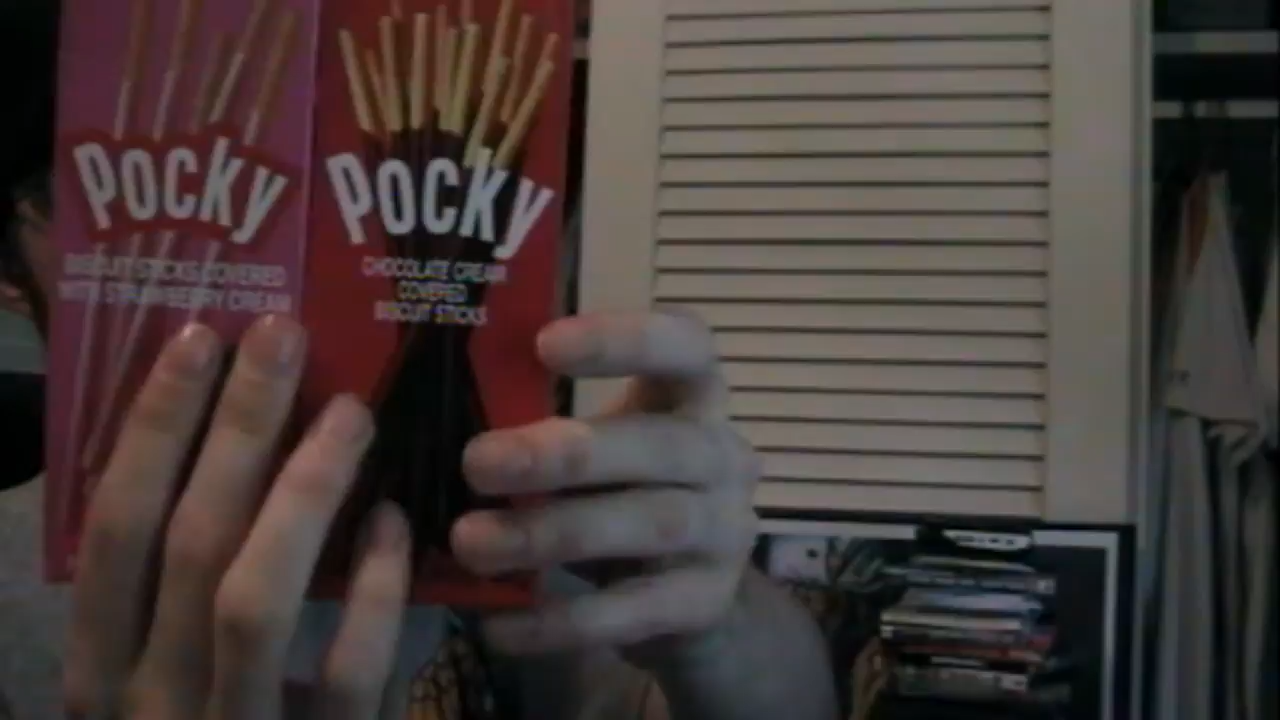 Pocky
BISCUIT STICKS COVERED
WITH STRAWBERRY CREAM
Pocky
CHOCOLATE CREAM
COVERED
BISCUIT STICKS